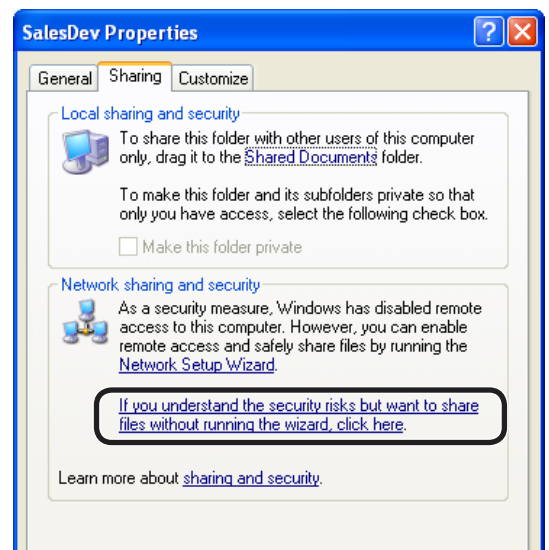 SalesDev Properties
General Sharing Customize
Local sharing and security
To share this folder with other users of this computer
only, drag it to the Shared Documents folder.
To make this folder and its subfolders private so that
only you have access, select the following check box.
Make this folder private
Network sharing and security
As a security measure, Windows has disabled remote
access to this computer. However, you can enable
remote access and safely share files by running the
Network Setup Wizard.
If you understand the security risks but want to share
files without running the wizard, click here.
Learn more about sharing and security.